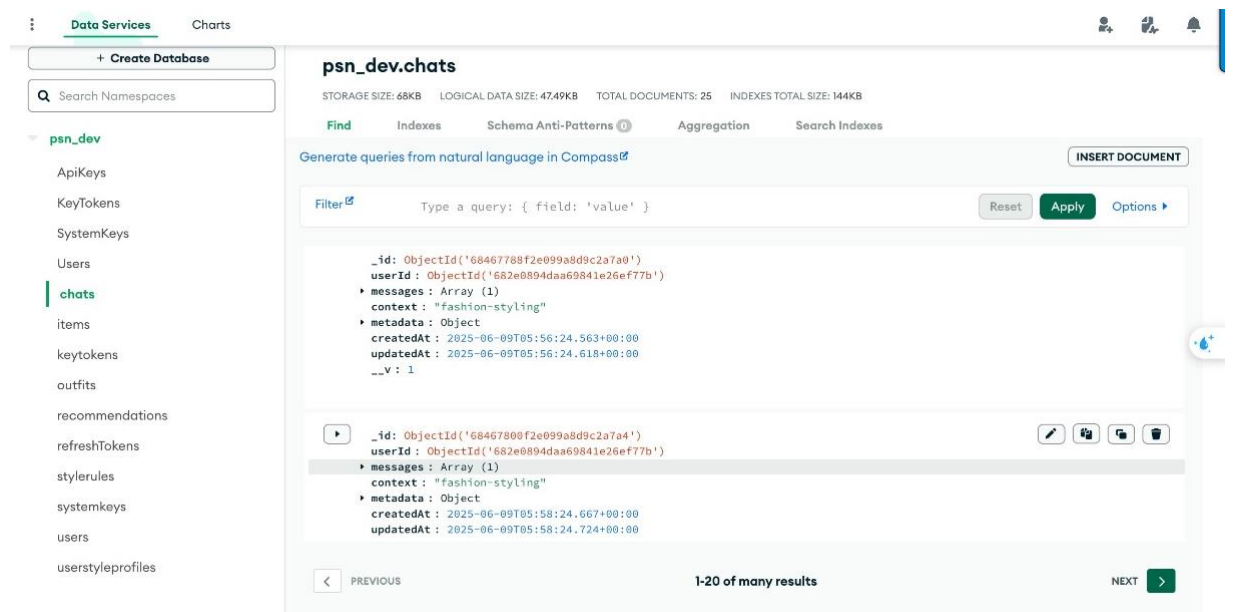 Data Services Charts
+ Create Database
Search Namespaces
psn_dev
ApiKeys
KeyTokens
SystemKeys
Users
chats
items
keytokens
outfits
recommendations
refreshTokens
stylerules
systemkeys
users
userstyleprofiles
psn_dev.chats
STORAGE SIZE: 68KB LOGICAL DATA SIZE: 47.49KB TOTAL DOCUMENTS: 25 INDEXES TOTAL SIZE: 144KB
Find Indexes Schema Anti-Patterns 0 Aggregation Search Indexes
Generate queries from natural language in Compass
INSERT DOCUMENT
Filter Type a query: { field: 'value' } Reset Apply Options
_id: ObjectId('68467788f2e099a8d9c2a7a0')
userId : ObjectId('682e0894daa69841e26ef77b')
messages : Array (1)
context : "fashion-styling"
metadata : Object
createdAt : 2025-06-09T05:56:24.563+00:00
updatedAt : 2025-06-09T05:56:24.618+00:00
__v : 1
_id: ObjectId('68467800f2e099a8d9c2a7a4')
userId : ObjectId('682e0894daa69841e26ef77b')
messages : Array (1)
context : "fashion-styling"
metadata : Object
createdAt : 2025-06-09T05:58:24.667+00:00
updatedAt : 2025-06-09T05:58:24.724+00:00
PREVIOUS 1-20 of many results NEXT